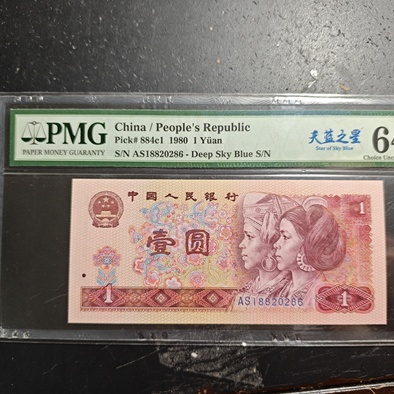 PMG
PAPER MONEY GUARANTY
China / People's Republic
Pick# 884c1 1980 1 Yüan
S/N AS18820286 - Deep Sky Blue S/N
天蓝之星
Star of Sky Blue
64
Choice Unc
中国人民银行
1
壹圆
AS18820286
1
1